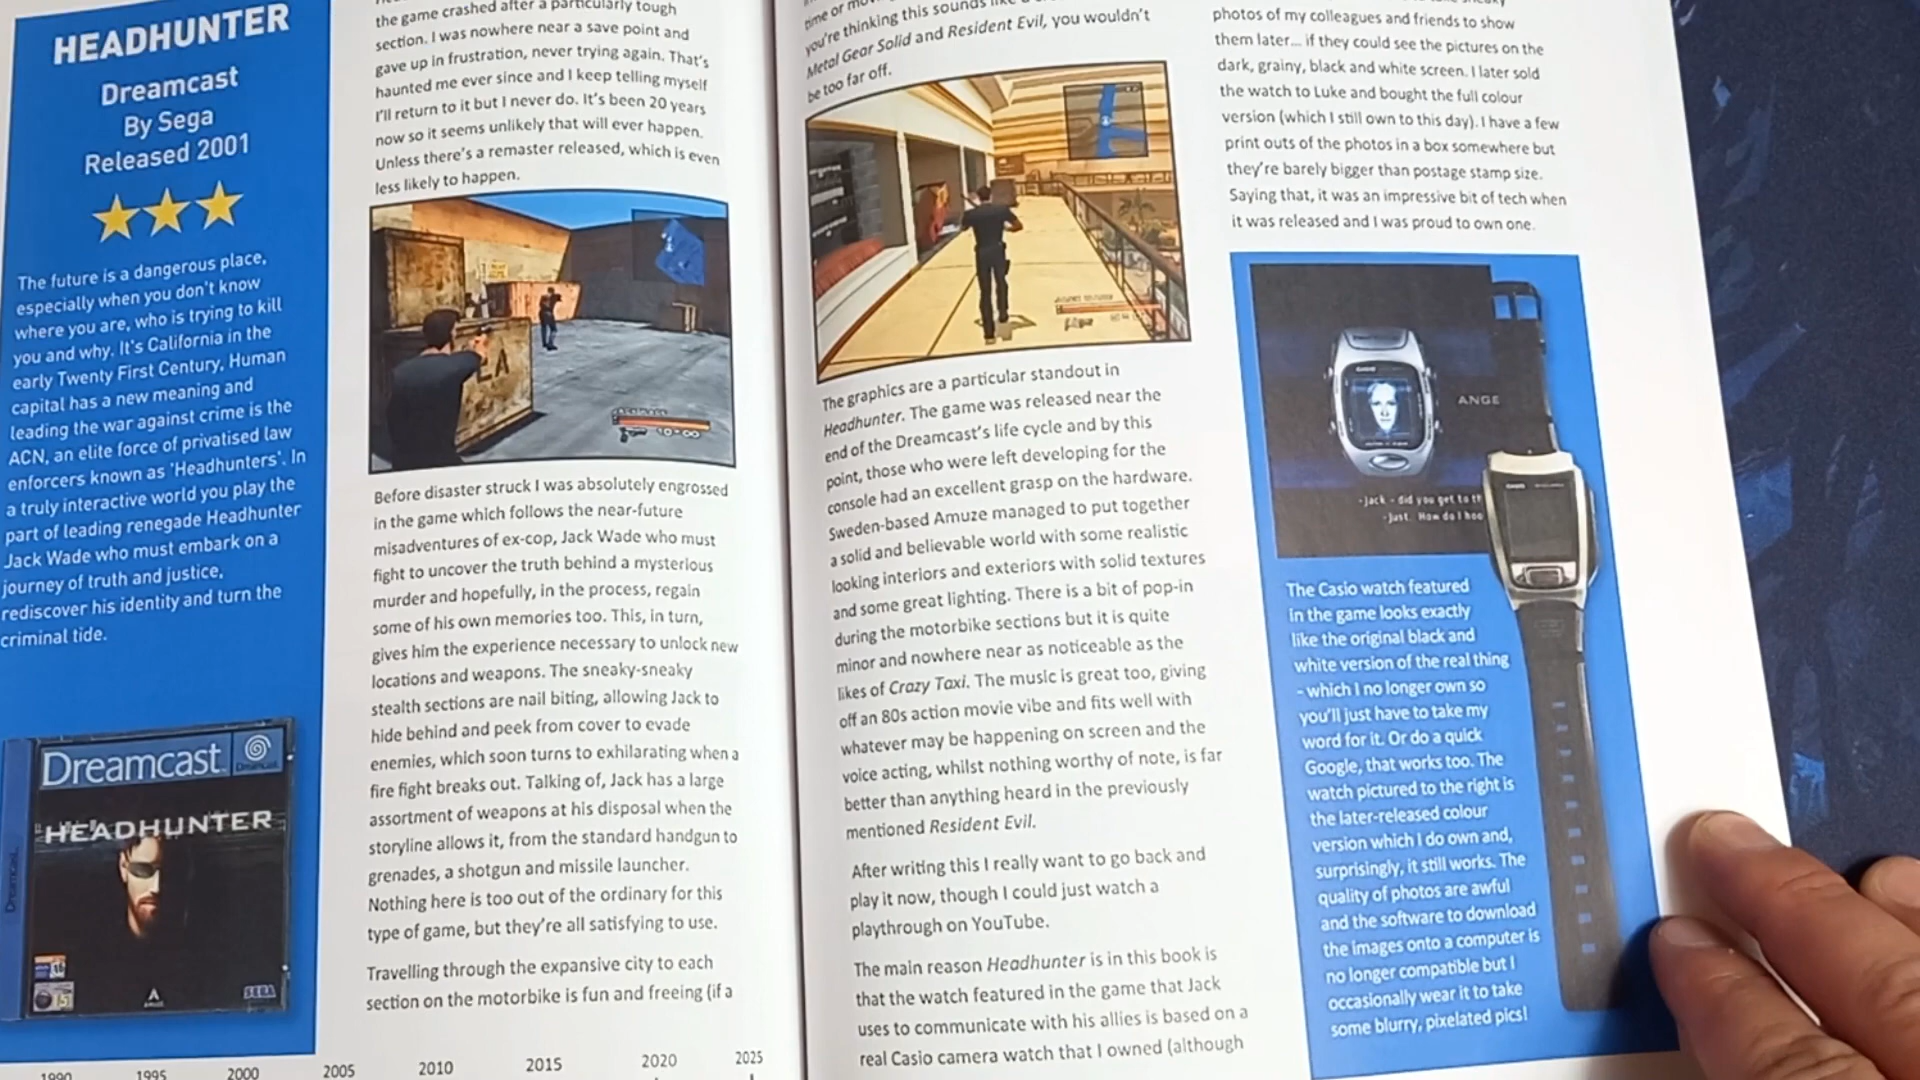 HEADHUNTER
Dreamcast
By Sega
Released 2001
The future is a dangerous place,
especially when you don't know
where you are, who is trying to kill
you and why. It's California in the
early Twenty First Century, Human
capital has a new meaning and
leading the war against crime is the
ACN, an elite force of privatised law
enforcers known as 'Headhunters'. In
a truly interactive world you play the
part of leading renegade Headhunter
Jack Wade who must embark on a
journey of truth and justice,
rediscover his identity and turn the
criminal tide.
Dreamcast
HEADHUNTER
SEGA
the game crashed after a particularly tough
section. I was nowhere near a save point and
gave up in frustration, never trying again. That's
haunted me ever since and I keep telling myself
I'll return to it but I never do. It's been 20 years
now so it seems unlikely that will ever happen.
Unless there's a remaster released, which is even
less likely to happen.
Before disaster struck I was absolutely engrossed
in the game which follows the near-future
misadventures of ex-cop, Jack Wade who must
fight to uncover the truth behind a mysterious
murder and hopefully, in the process, regain
some of his own memories too. This, in turn,
gives him the experience necessary to unlock new
locations and weapons. The sneaky-sneaky
stealth sections are nail biting, allowing Jack to
hide behind and peek from cover to evade
enemies, which soon turns to exhilarating when a
fire fight breaks out. Talking of, Jack has a large
assortment of weapons at his disposal when the
storyline allows it, from the standard handgun to
grenades, a shotgun and missile launcher.
Nothing here is too out of the ordinary for this
type of game, but they're all satisfying to use.
Travelling through the expansive city to each
section on the motorbike is fun and freeing (if a
1990 1995 2000 2005 2010 2015 2020 2025
time or
you're thinking this sounds
Metal Gear Solid and Resident Evil, you wouldn't
be too far off.
The graphics are a particular standout in
Headhunter. The game was released near the
end of the Dreamcast's life cycle and by this
point, those who were left developing for the
console had an excellent grasp on the hardware.
Sweden-based Amuze managed to put together
a solid and believable world with some realistic
looking interiors and exteriors with solid textures
and some great lighting. There is a bit of pop-in
during the motorbike sections but it is quite
minor and nowhere near as noticeable as the
likes of Crazy Taxi. The music is great too, giving
off an 80s action movie vibe and fits well with
whatever may be happening on screen and the
voice acting, whilst nothing worthy of note, is far
better than anything heard in the previously
mentioned Resident Evil.
After writing this I really want to go back and
play it now, though I could just watch a
playthrough on YouTube.
The main reason Headhunter is in this book is
that the watch featured in the game that Jack
uses to communicate with his allies is based on a
real Casio camera watch that I owned (although
photos of my colleagues and friends to show
them later... if they could see the pictures on the
dark, grainy, black and white screen. I later sold
the watch to Luke and bought the full colour
version (which I still own to this day). I have a few
print outs of the photos in a box somewhere but
they're barely bigger than postage stamp size.
Saying that, it was an impressive bit of tech when
it was released and I was proud to own one.
CASIO
ANGE
-Jack - did you get to th
-Just. How do I hoo
CASIO
The Casio watch featured
in the game looks exactly
like the original black and
white version of the real thing
- which I no longer own so
you'll just have to take my
word for it. Or do a quick
Google, that works too. The
watch pictured to the right is
the later-released colour
version which I do own and,
surprisingly, it still works. The
quality of photos are awful
and the software to download
the images onto a computer is
no longer compatible but I
occasionally wear it to take
some blurry, pixelated pics!